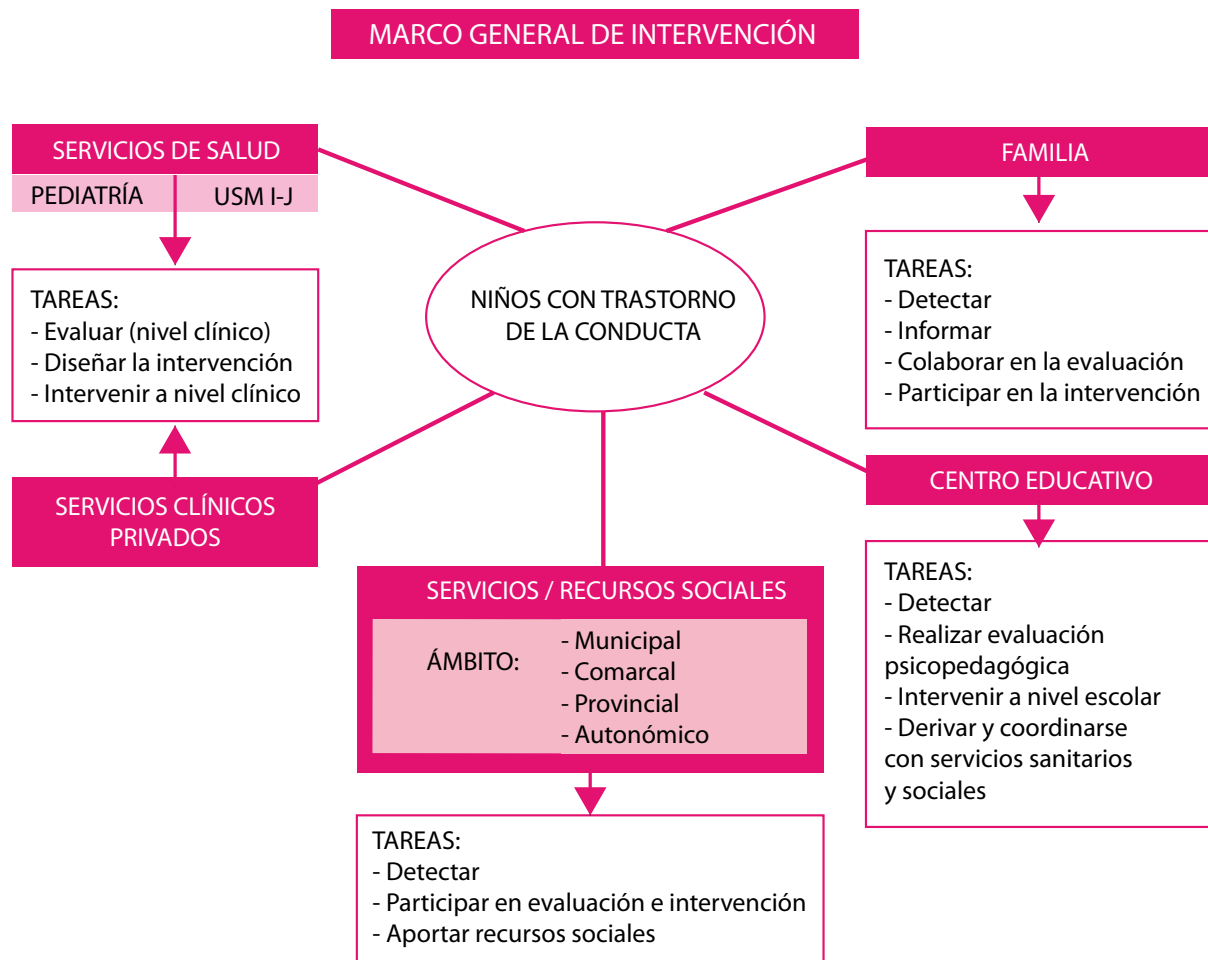 MARCO GENERAL DE INTERVENCIÓN
SERVICIOS DE SALUD
PEDIATRÍA
USM I-J
TAREAS:
- Evaluar (nivel clínico)
- Diseñar la intervención
- Intervenir a nivel clínico
SERVICIOS CLÍNICOS
PRIVADOS
NIÑOS CON TRASTORNO
DE LA CONDUCTA
FAMILIA
TAREAS:
- Detectar
- Informar
- Colaborar en la evaluación
- Participar en la intervención
CENTRO EDUCATIVO
TAREAS:
- Detectar
- Realizar evaluación
psicopedagógica
- Intervenir a nivel escolar
- Derivar y coordinarse
con servicios sanitarios
y sociales
SERVICIOS / RECURSOS SOCIALES
ÁMBITO:
- Municipal
- Comarcal
- Provincial
- Autonómico
TAREAS:
- Detectar
- Participar en evaluación e intervención
- Aportar recursos sociales